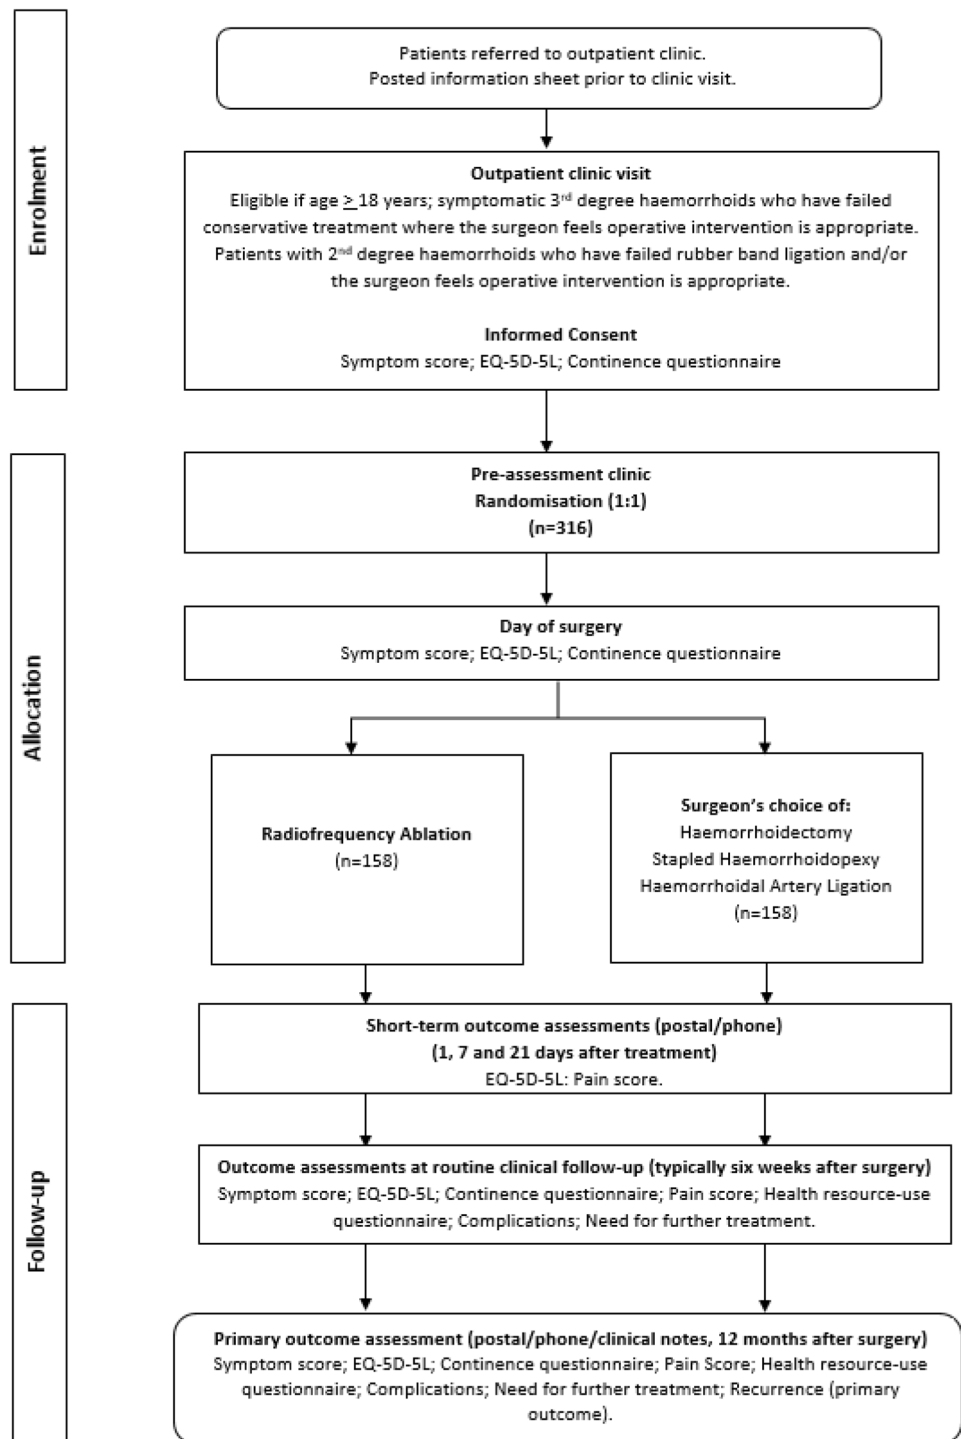 Enrolment
Patients referred to outpatient clinic.
Posted information sheet prior to clinic visit.
Outpatient clinic visit
Eligible if age ≥ 18 years; symptomatic 3rd degree haemorrhoids who have failed
conservative treatment where the surgeon feels operative intervention is appropriate.
Patients with 2nd degree haemorrhoids who have failed rubber band ligation and/or
the surgeon feels operative intervention is appropriate.
Informed Consent
Symptom score; EQ-5D-5L; Continence questionnaire
Allocation
Pre-assessment clinic
Randomisation (1:1)
(n=316)
Day of surgery
Symptom score; EQ-5D-5L; Continence questionnaire
Radiofrequency Ablation
(n=158)
Surgeon's choice of:
Haemorrhoidectomy
Stapled Haemorrhoidopexy
Haemorrhoidal Artery Ligation
(n=158)
Follow-up
Short-term outcome assessments (postal/phone)
(1, 7 and 21 days after treatment)
EQ-5D-5L: Pain score.
Outcome assessments at routine clinical follow-up (typically six weeks after surgery)
Symptom score; EQ-5D-5L; Continence questionnaire; Pain score; Health resource-use
questionnaire; Complications; Need for further treatment.
Primary outcome assessment (postal/phone/clinical notes, 12 months after surgery)
Symptom score; EQ-5D-5L; Continence questionnaire; Pain Score; Health resource-use
questionnaire; Complications; Need for further treatment; Recurrence (primary
outcome).